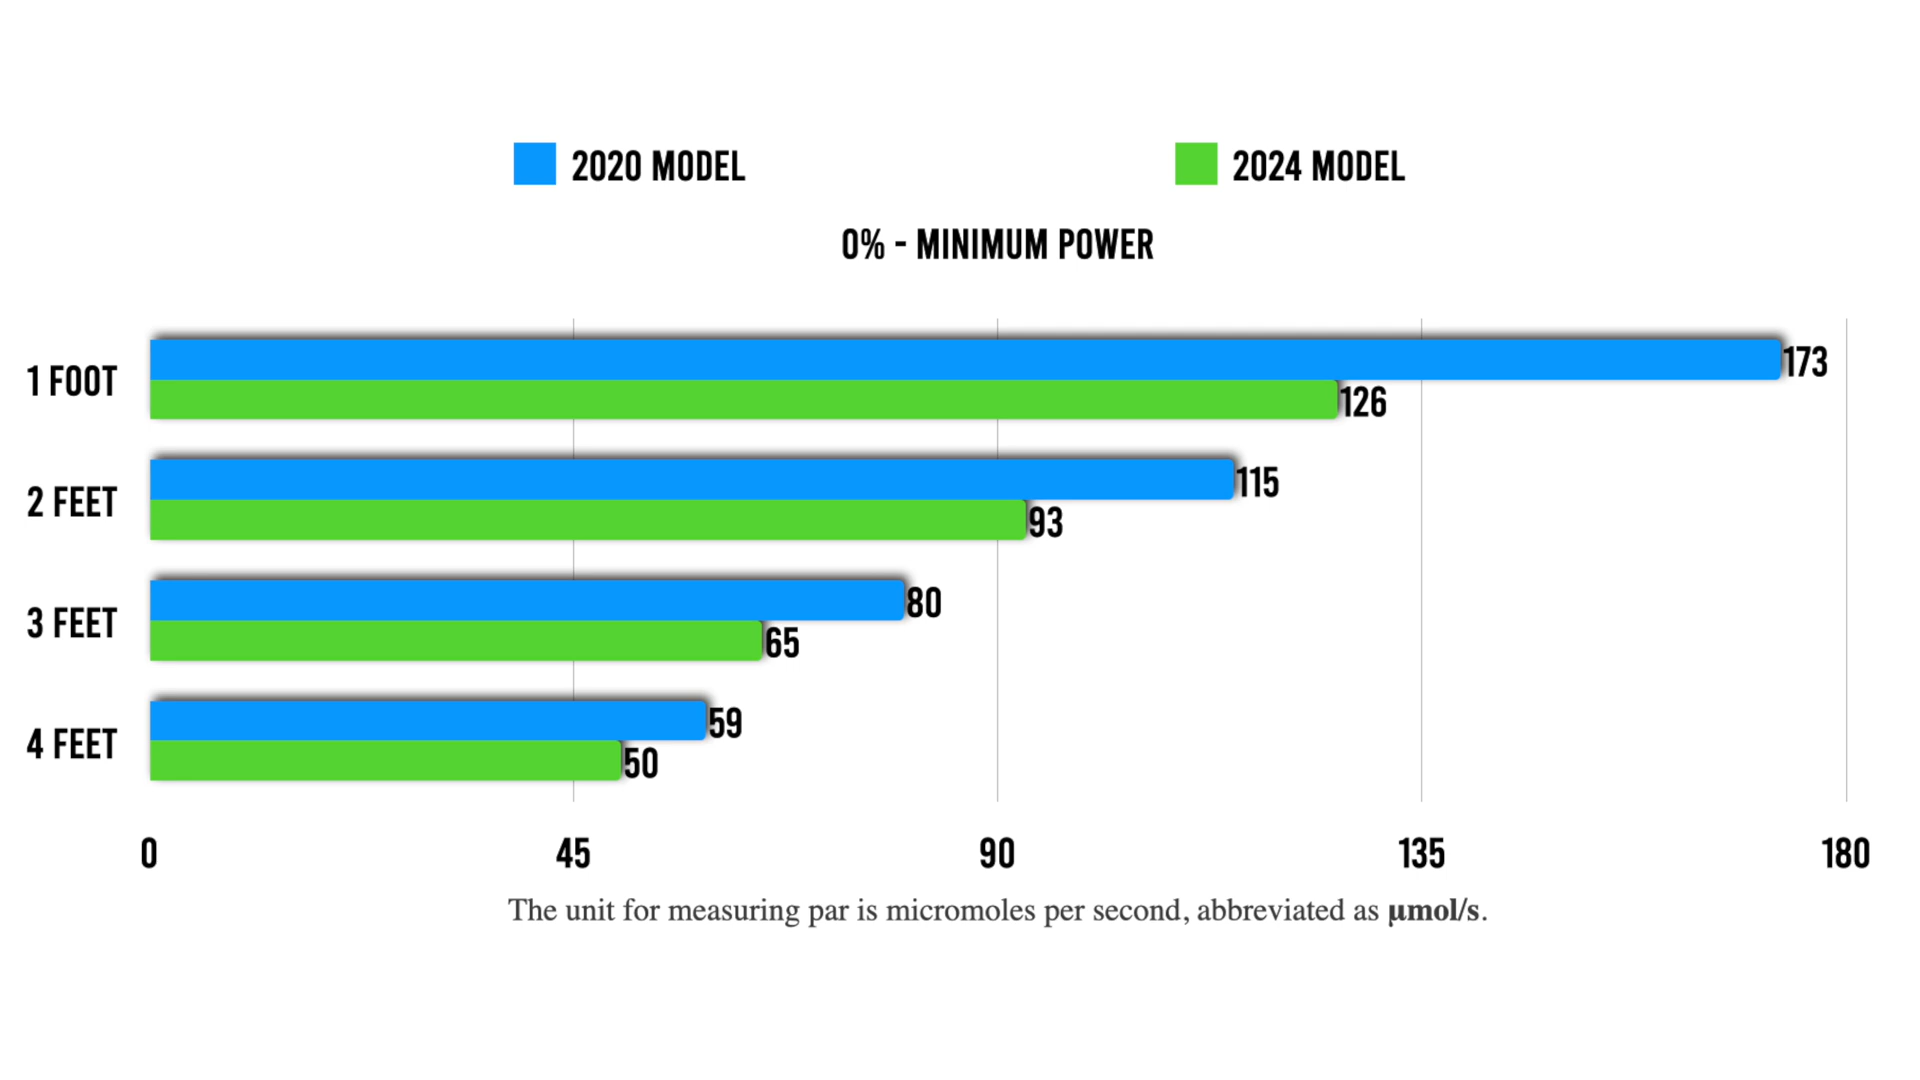 2020 MODEL
2024 MODEL
0% - MINIMUM POWER
1 FOOT
173
126
2 FEET
115
93
3 FEET
80
65
4 FEET
59
50
0 45 90 135 180
The unit for measuring par is micromoles per second, abbreviated as µmol/s.